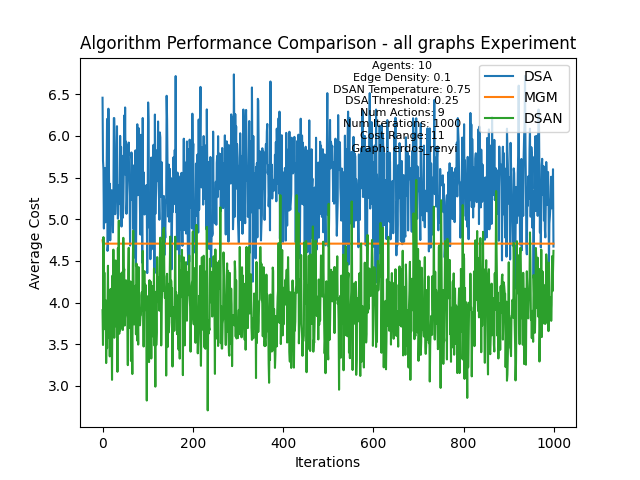 Algorithm Performance Comparison - all graphs Experiment
Agents: 10
Edge Density: 0.1
DSAN Temperature: 0.75
DSA Threshold: 0.25
Num Actions: 9
Num Iterations: 1000
Cost Range: 11
Graph: erdos_renyi
DSA
MGM
DSAN
6.5
6.0
5.5
5.0
4.5
4.0
3.5
3.0
Average Cost
0
200
400
600
800
1000
Iterations